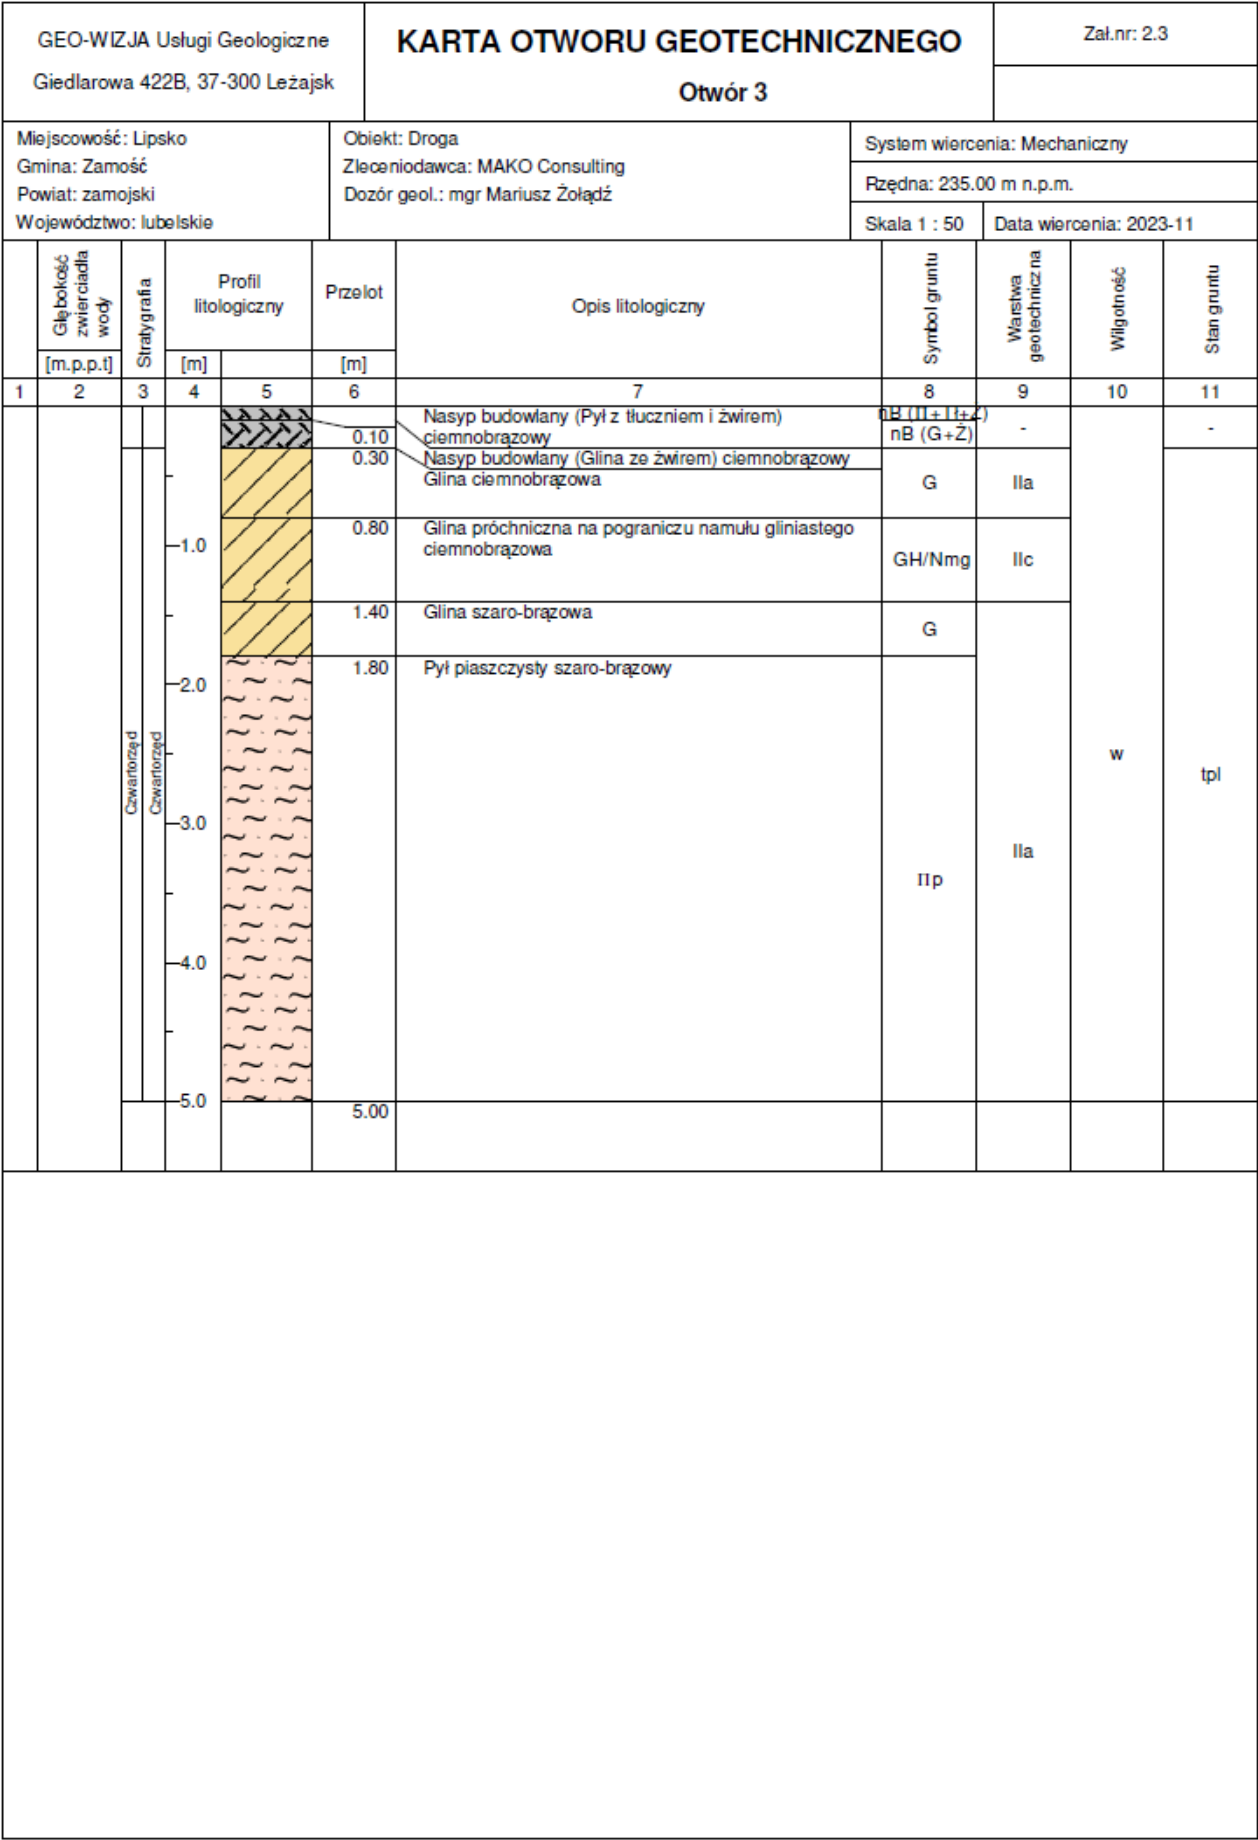 GEO-WIZJA Usługi Geologiczne
Giedlarowa 422B, 37-300 Leżajsk
KARTA OTWORU GEOTECHNICZNEGO
Otwór 3
Zał.nr: 2.3
Miejscowość: Lipsko
Gmina: Zamość
Powiat: zamojski
Województwo: lubelskie
Obiekt: Droga
Zleceniodawca: MAKO Consulting
Dozór geol.: mgr Mariusz Żołądź
System wiercenia: Mechaniczny
Rzędna: 235.00 m n.p.m.
Skala 1 : 50
Data wiercenia: 2023-11
Głębokość
zwierciadła
wody
[m.p.p.t]
Stratygrafia
Profil
litologiczny
[m]
Przelot
[m]
Opis litologiczny
Symbol gruntu
Warstwa
geotechniczna
Wilgotność
Stan gruntu
1 2 3 4 5 6 7 8 9 10 11
Nasyp budowlany (Pył z tłuczniem i żwirem)
ciemnobrązowy
nB (Π+Tł+Ż)
0.10
nB (G+Ż)
-
-
0.30
Nasyp budowlany (Glina ze żwirem) ciemnobrązowy
Glina ciemnobrązowa
G
IIa
0.80
Glina próchniczna na pograniczu namułu gliniastego
ciemnobrązowa
GH/Nmg
IIc
1.40
Glina szaro-brązowa
G
1.80
Pył piaszczysty szaro-brązowy
Πp
IIa
w
tpl
Czwartorzęd
Czwartorzęd
1.0
2.0
3.0
4.0
5.0
5.00